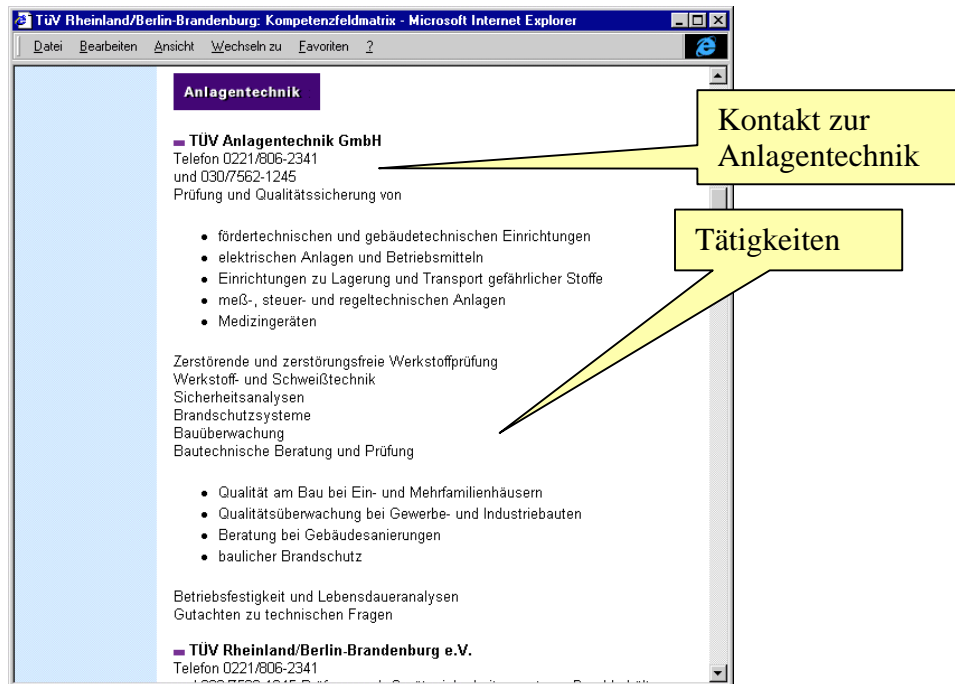 TüV Rheinland/Berlin-Brandenburg: Kompetenzfeldmatrix - Microsoft Internet Explorer
Datei Bearbeiten Ansicht Wechseln zu Favoriten ?
Anlagentechnik
TÜV Anlagentechnik GmbH
Telefon 0221/806-2341
und 030/7562-1245
Prüfung und Qualitätssicherung von
• fördertechnischen und gebäudetechnischen Einrichtungen
• elektrischen Anlagen und Betriebsmitteln
• Einrichtungen zu Lagerung und Transport gefährlicher Stoffe
• meß-, steuer- und regeltechnischen Anlagen
• Medizingeräten
Zerstörende und zerstörungsfreie Werkstoffprüfung
Werkstoff- und Schweißtechnik
Sicherheitsanalysen
Brandschutzsysteme
Bauüberwachung
Bautechnische Beratung und Prüfung
• Qualität am Bau bei Ein- und Mehrfamilienhäusern
• Qualitätsüberwachung bei Gewerbe- und Industriebauten
• Beratung bei Gebäudesanierungen
• baulicher Brandschutz
Betriebsfestigkeit und Lebensdaueranalysen
Gutachten zu technischen Fragen
TÜV Rheinland/Berlin-Brandenburg e.V.
Telefon 0221/806-2341
Kontakt zur
Anlagentechnik
Tätigkeiten